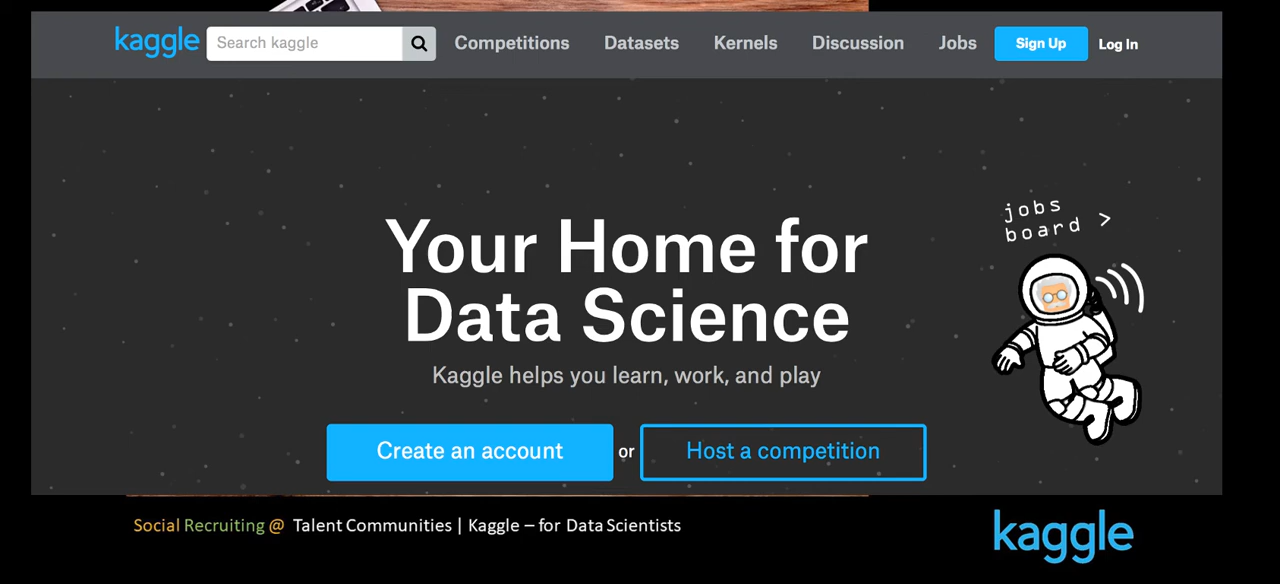 kaggle
Search kaggle
Competitions Datasets Kernels Discussion Jobs Sign Up Log In
jobs
board >
Your Home for
Data Science
Kaggle helps you learn, work, and play
Create an account or Host a competition
Social Recruiting @ Talent Communities | Kaggle – for Data Scientists
kaggle